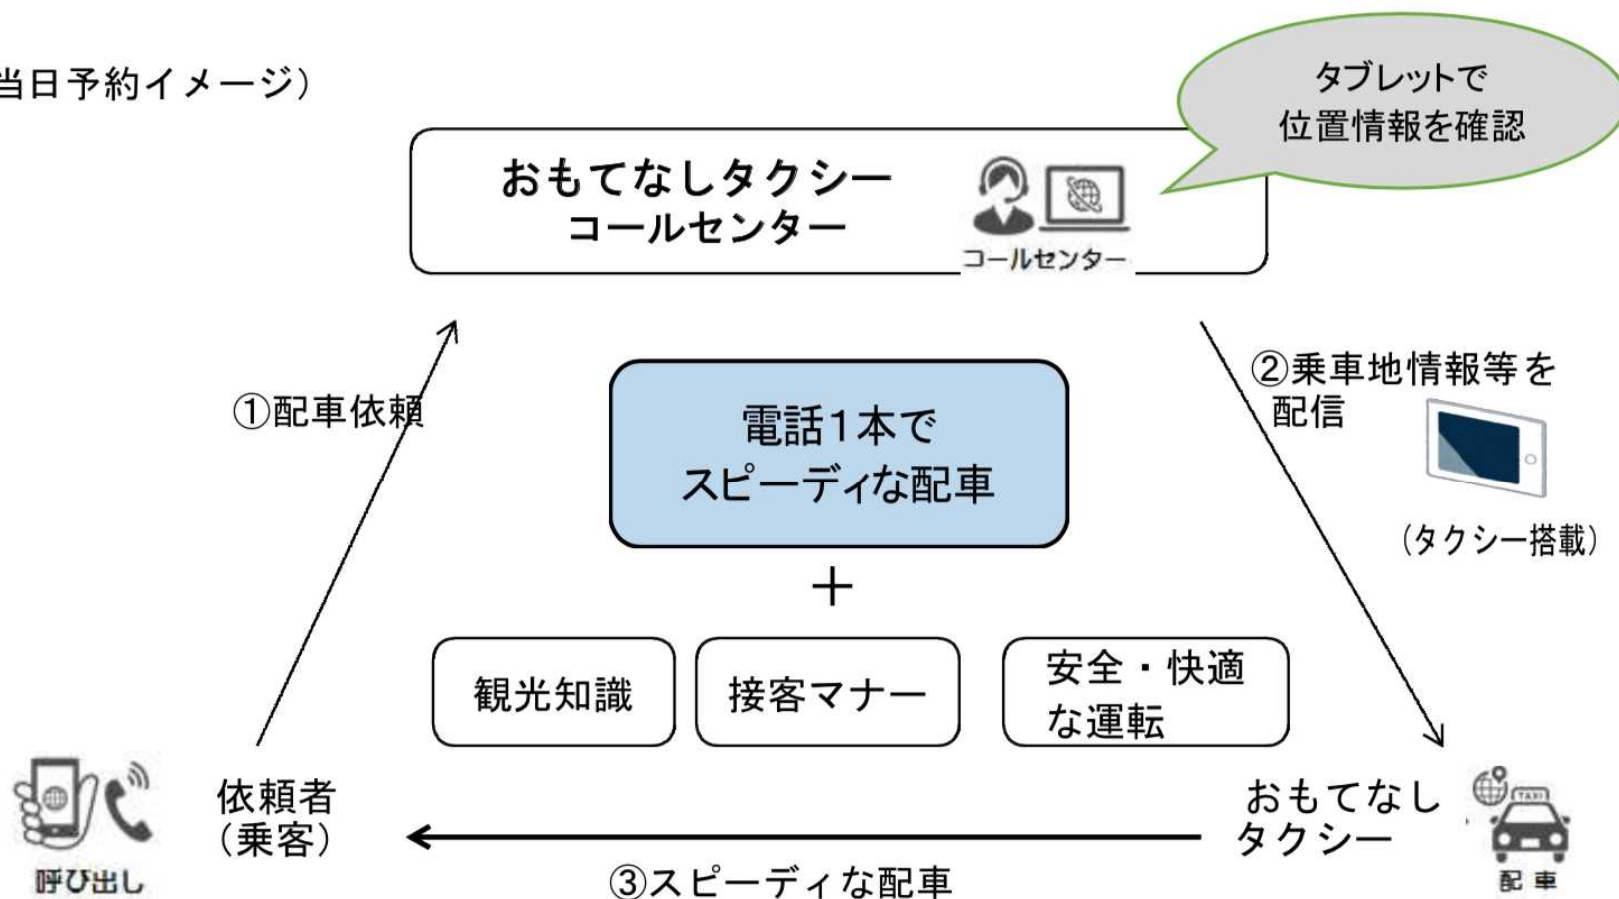 当日予約イメージ）
タブレットで
位置情報を確認
おもてなしタクシー
コールセンター
コールセンター
①配車依頼
②乗車地情報等を
配信
（タクシー搭載）
電話１本で
スピーディな配車
＋
観光知識
接客マナー
安全・快適
な運転
呼び出し
依頼者
（乗客）
おもてなし
タクシー
TAXI
配車
③スピーディな配車